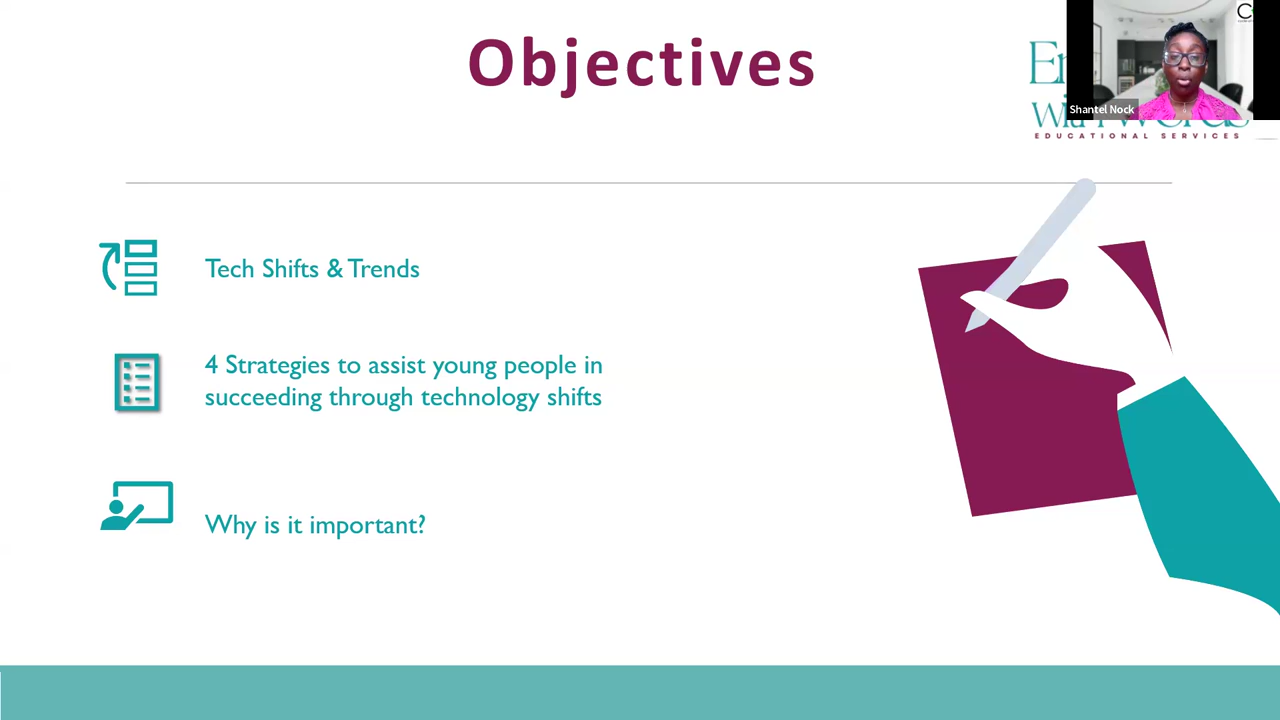 Objectives
Shantel Nock
EDUCATIONAL SERVICES
Tech Shifts & Trends
4 Strategies to assist young people in
succeeding through technology shifts
Why is it important?